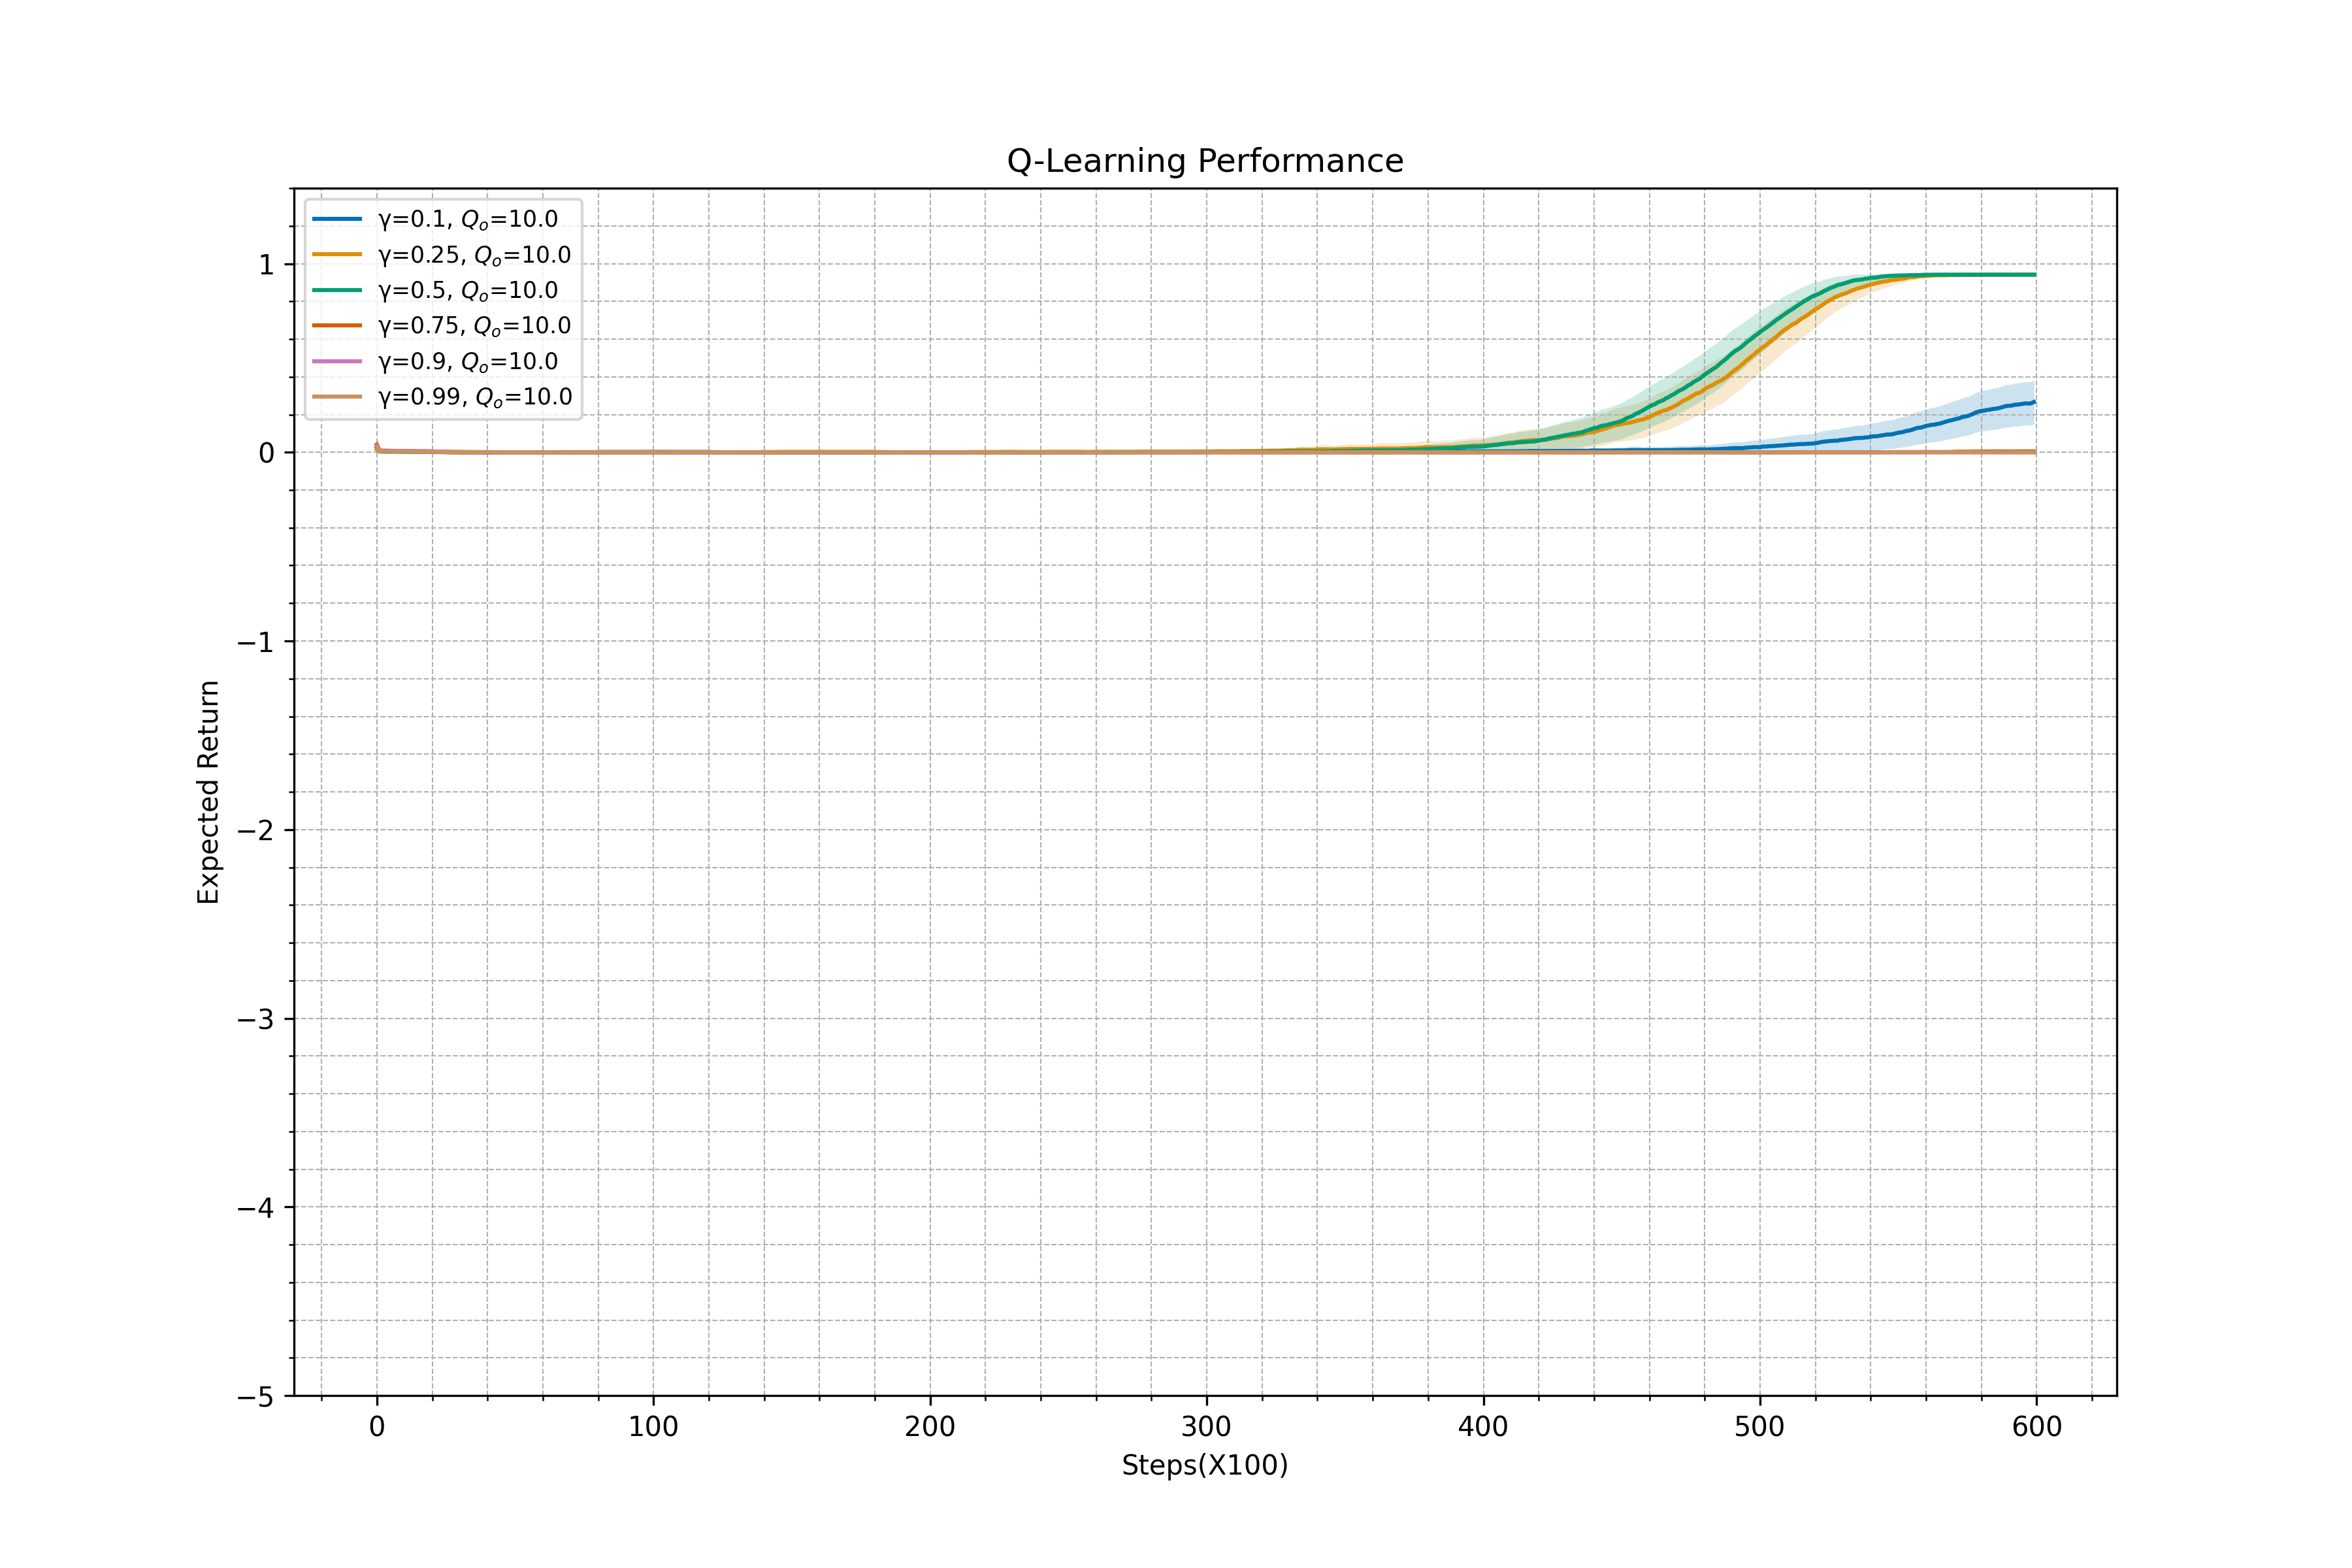 Q-Learning Performance
γ=0.1, Qₒ=10.0
γ=0.25, Qₒ=10.0
γ=0.5, Qₒ=10.0
γ=0.75, Qₒ=10.0
γ=0.9, Qₒ=10.0
γ=0.99, Qₒ=10.0
1
0
−1
−2
−3
−4
−5
Expected Return
0 100 200 300 400 500 600
Steps(X100)